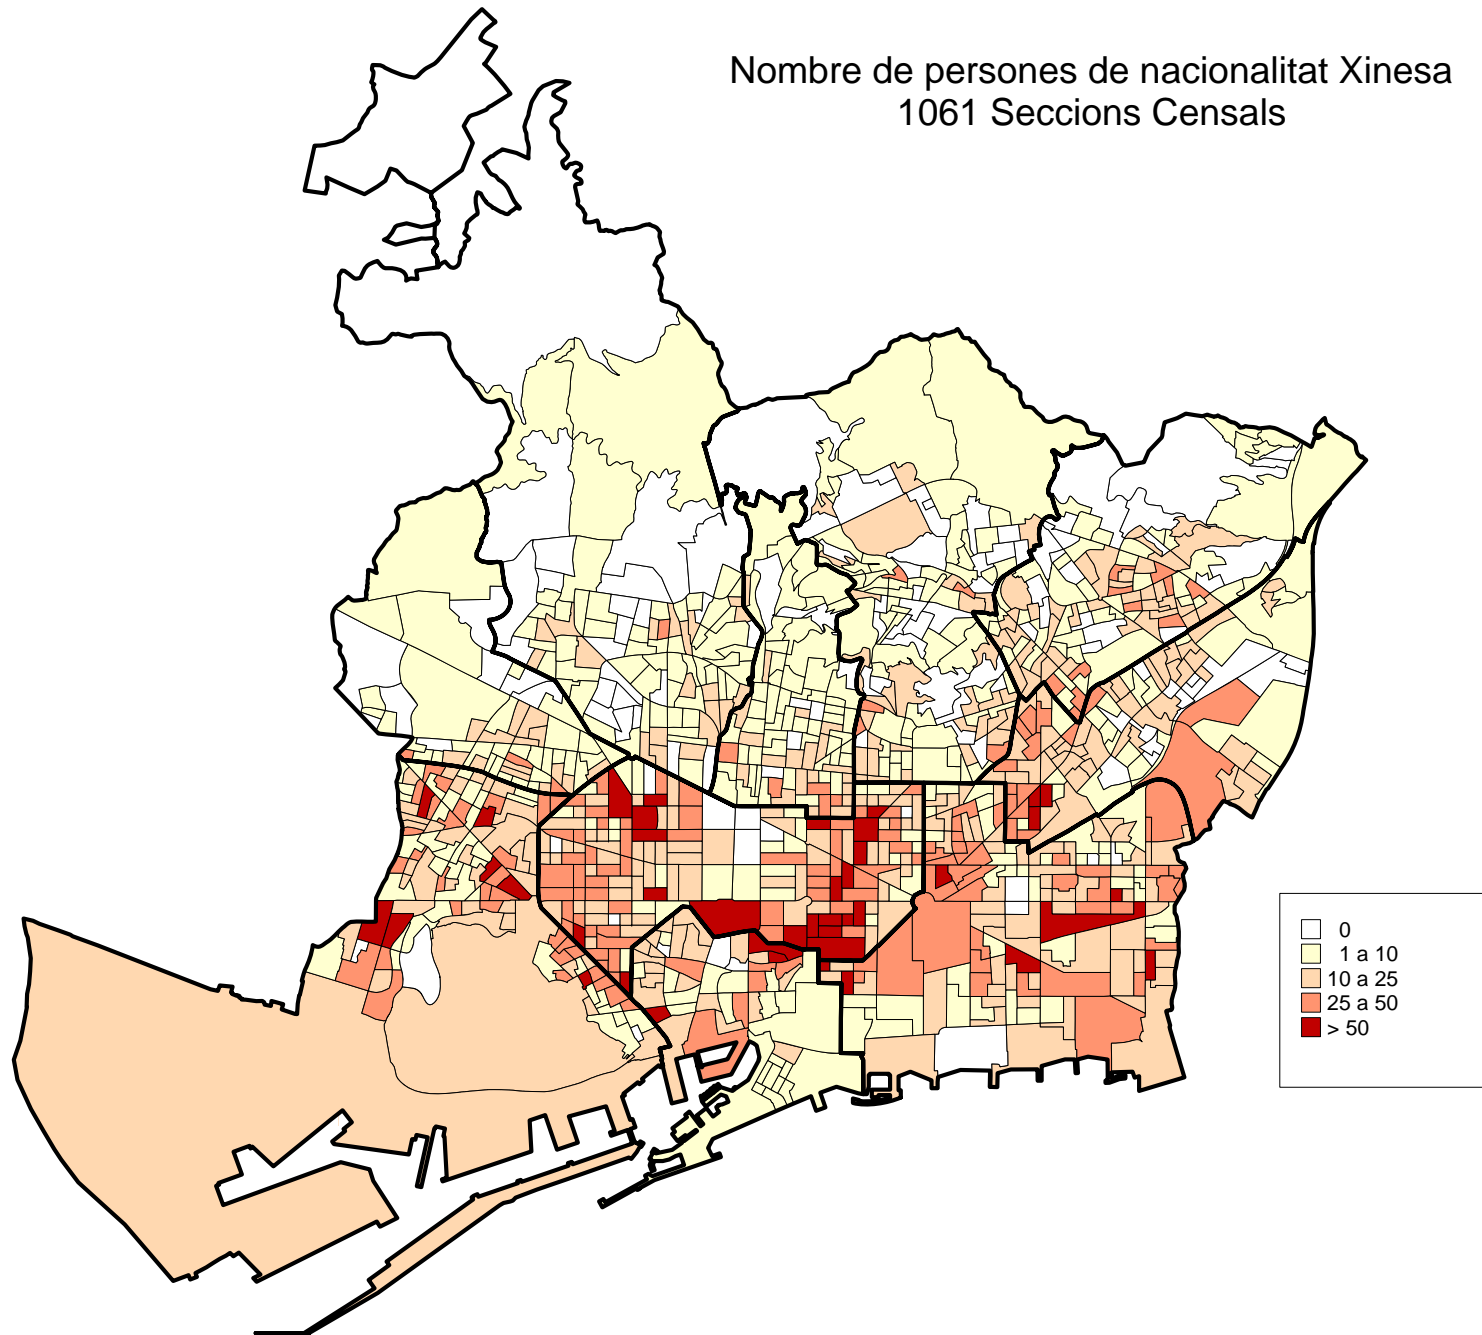 Nombre de persones de nacionalitat Xinesa
1061 Seccions Censals
0
1 a 10
10 a 25
25 a 50
> 50